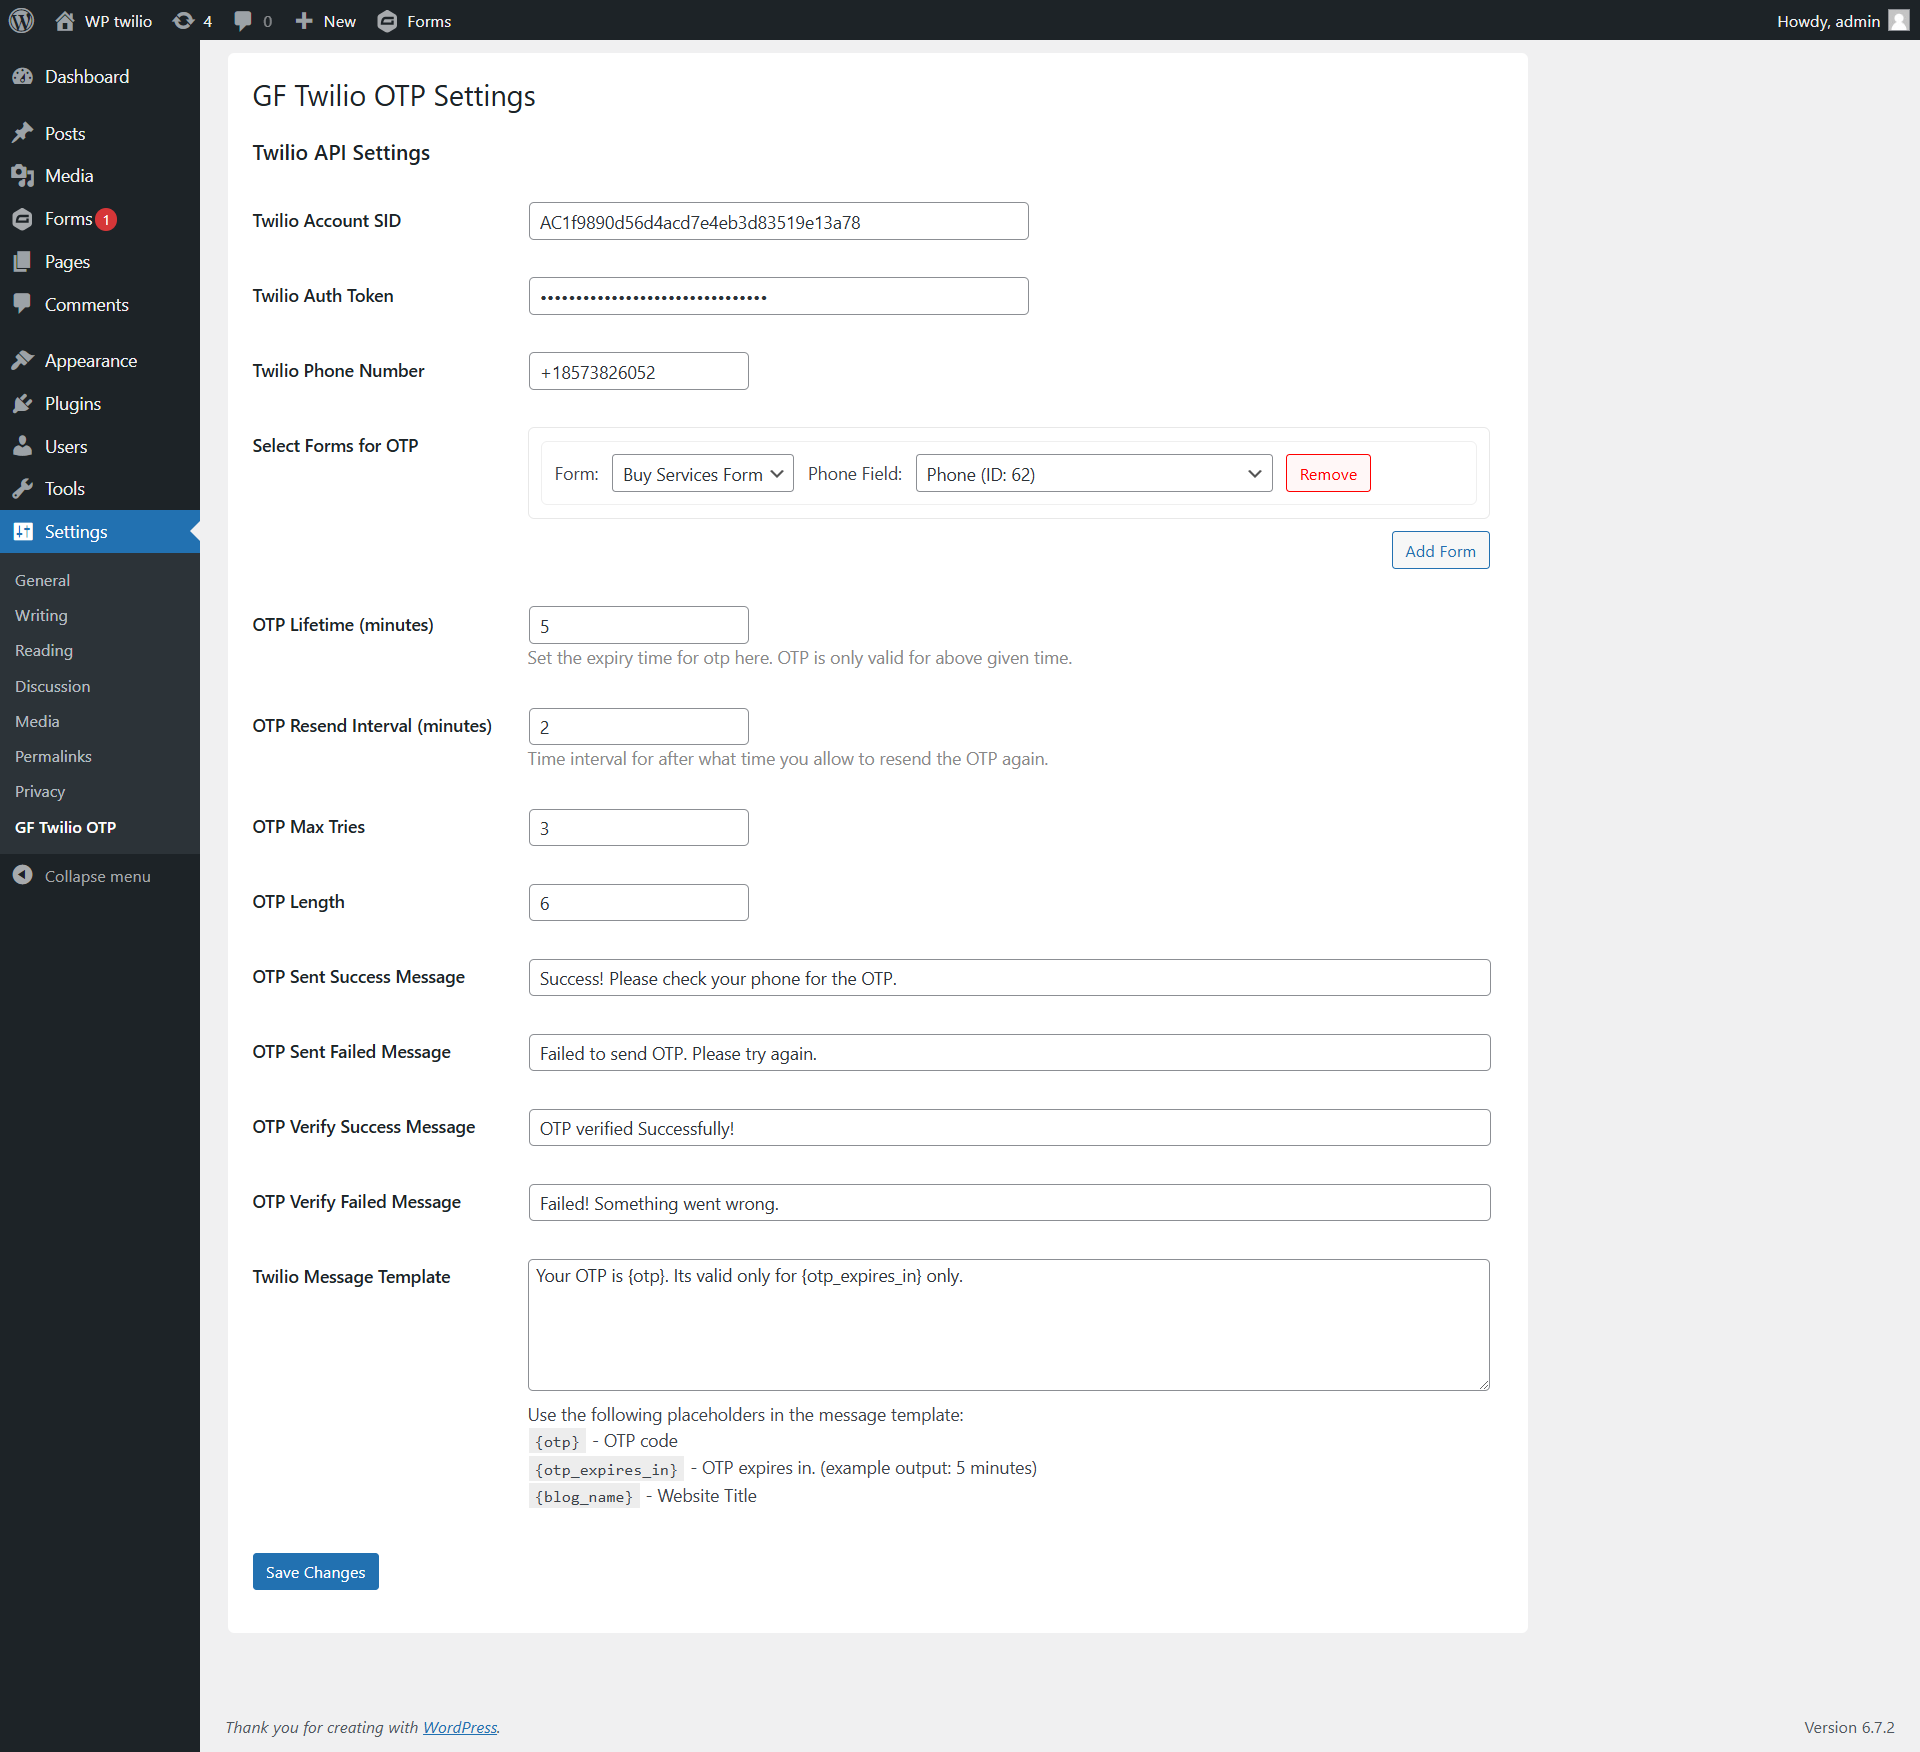 WP twilio 4 0 New Forms Howdy, admin
Dashboard
Posts
Media
Forms 1
Pages
Comments
Appearance
Plugins
Users
Tools
Settings
General
Writing
Reading
Discussion
Media
Permalinks
Privacy
GF Twilio OTP
Collapse menu
GF Twilio OTP Settings
Twilio API Settings
Twilio Account SID AC1f9890d56d4acd7e4eb3d83519e13a78
Twilio Auth Token ••••••••••••••••••••••••••••••••
Twilio Phone Number +18573826052
Select Forms for OTP Form: Buy Services Form Phone Field: Phone (ID: 62) Remove
Add Form
OTP Lifetime (minutes) 5
Set the expiry time for otp here. OTP is only valid for above given time.
OTP Resend Interval (minutes) 2
Time interval for after what time you allow to resend the OTP again.
OTP Max Tries 3
OTP Length 6
OTP Sent Success Message Success! Please check your phone for the OTP.
OTP Sent Failed Message Failed to send OTP. Please try again.
OTP Verify Success Message OTP verified Successfully!
OTP Verify Failed Message Failed! Something went wrong.
Twilio Message Template Your OTP is {otp}. Its valid only for {otp_expires_in} only.
Use the following placeholders in the message template:
{otp} - OTP code
{otp_expires_in} - OTP expires in. (example output: 5 minutes)
{blog_name} - Website Title
Save Changes
Thank you for creating with WordPress. Version 6.7.2